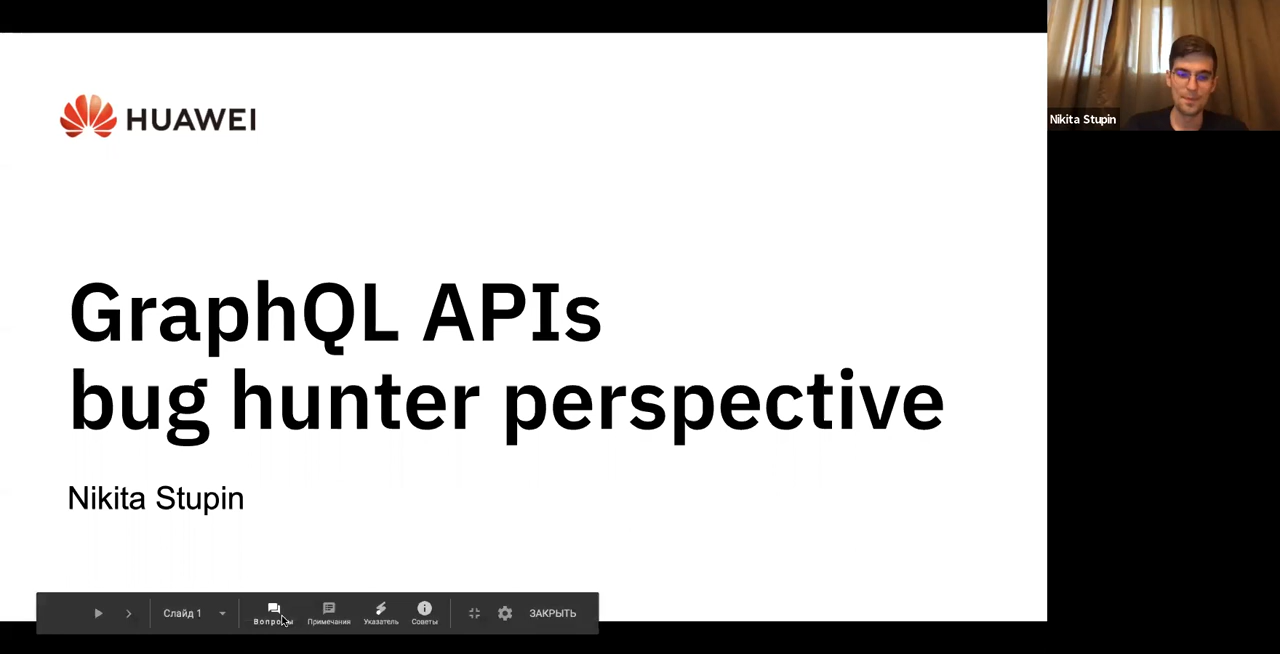 HUAWEI
Nikita Stupin
GraphQL APIs
bug hunter perspective
Nikita Stupin
Слайд 1
Вопросы
Примечания
Указатель
Советы
ЗАКРЫТЬ